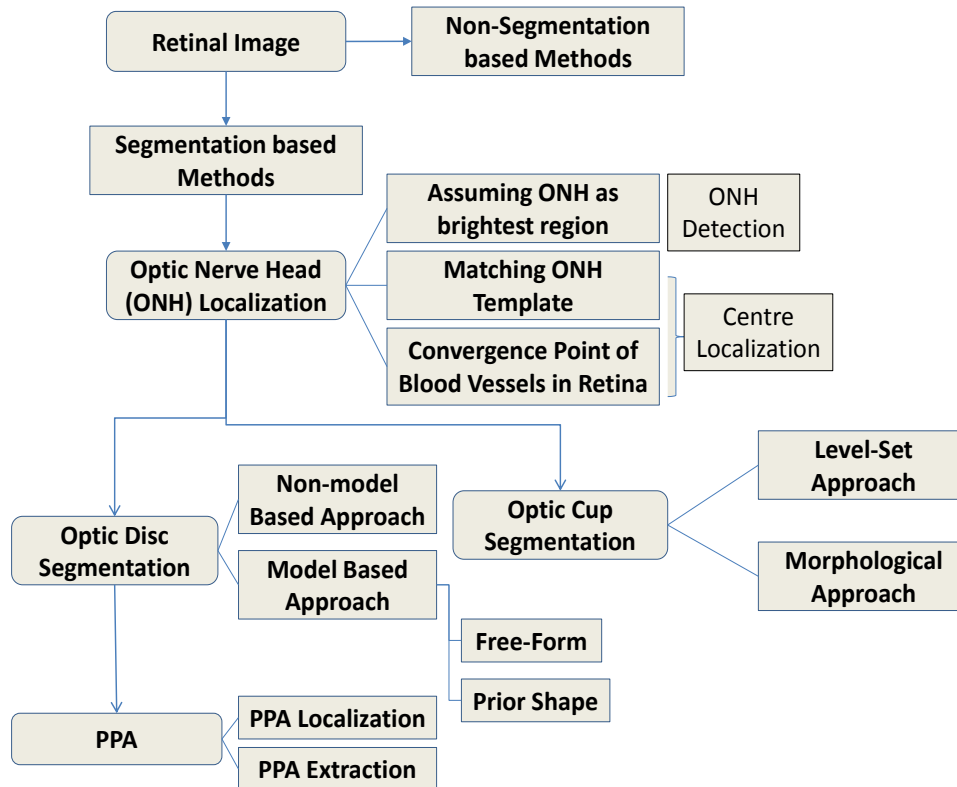 Retinal Image
Non-Segmentation
based Methods
Segmentation based
Methods
Assuming ONH as
brightest region
ONH
Detection
Optic Nerve Head
(ONH) Localization
Matching ONH
Template
Convergence Point of
Blood Vessels in Retina
Centre
Localization
Optic Disc
Segmentation
Non-model
Based Approach
Model Based
Approach
Free-Form
Prior Shape
Optic Cup
Segmentation
Level-Set
Approach
Morphological
Approach
PPA
PPA Localization
PPA Extraction